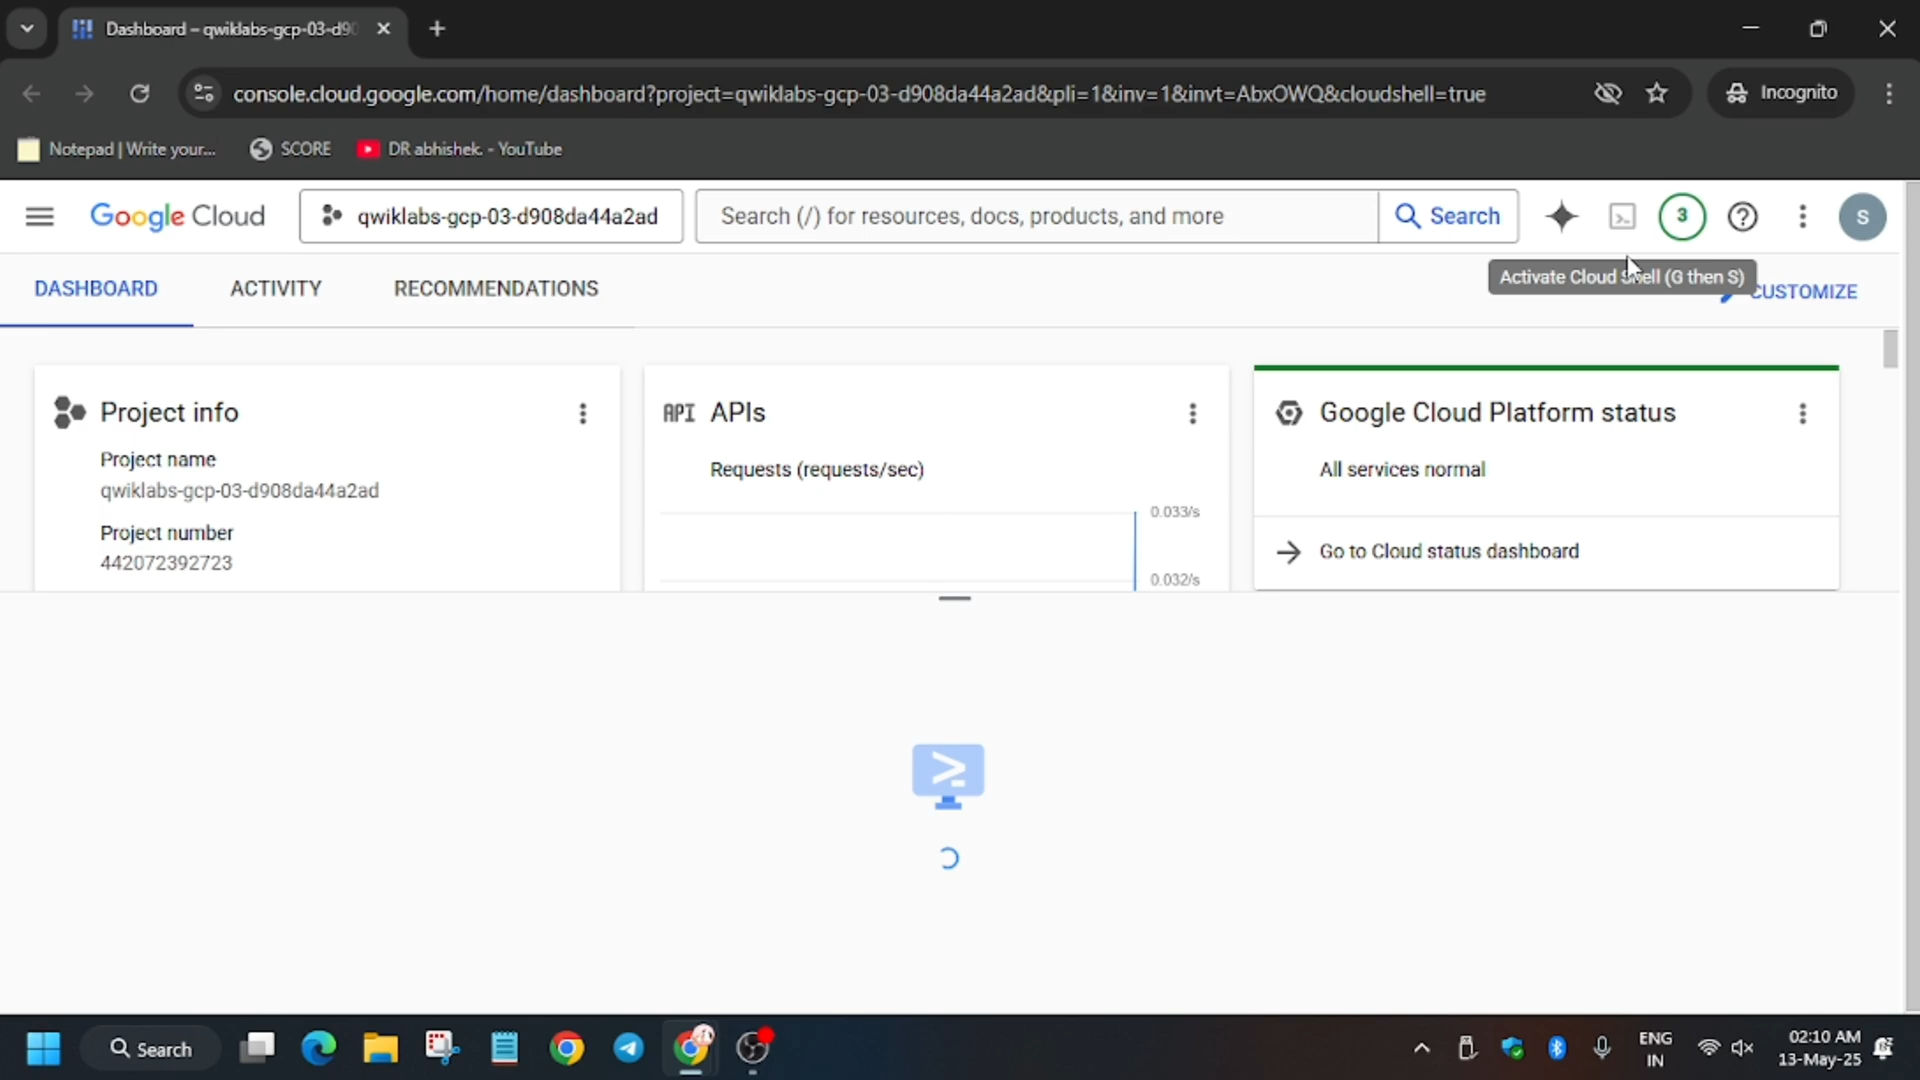 Dashboard – qwiklabs-gcp-03-d90
console.cloud.google.com/home/dashboard?project=qwiklabs-gcp-03-d908da44a2ad&pli=1&inv=1&invt=AbxOWQ&cloudshell=true
Incognito
Notepad | Write your...
SCORE
DR abhishek. - YouTube
Google Cloud
qwiklabs-gcp-03-d908da44a2ad
Search (/) for resources, docs, products, and more
Search
3
S
DASHBOARD
ACTIVITY
RECOMMENDATIONS
Activate Cloud Shell (G then S)
CUSTOMIZE
Project info
Project name
qwiklabs-gcp-03-d908da44a2ad
Project number
442072392723
API APIs
Requests (requests/sec)
0.033/s
0.032/s
Google Cloud Platform status
All services normal
Go to Cloud status dashboard
Search
ENG
IN
02:10 AM
13-May-25